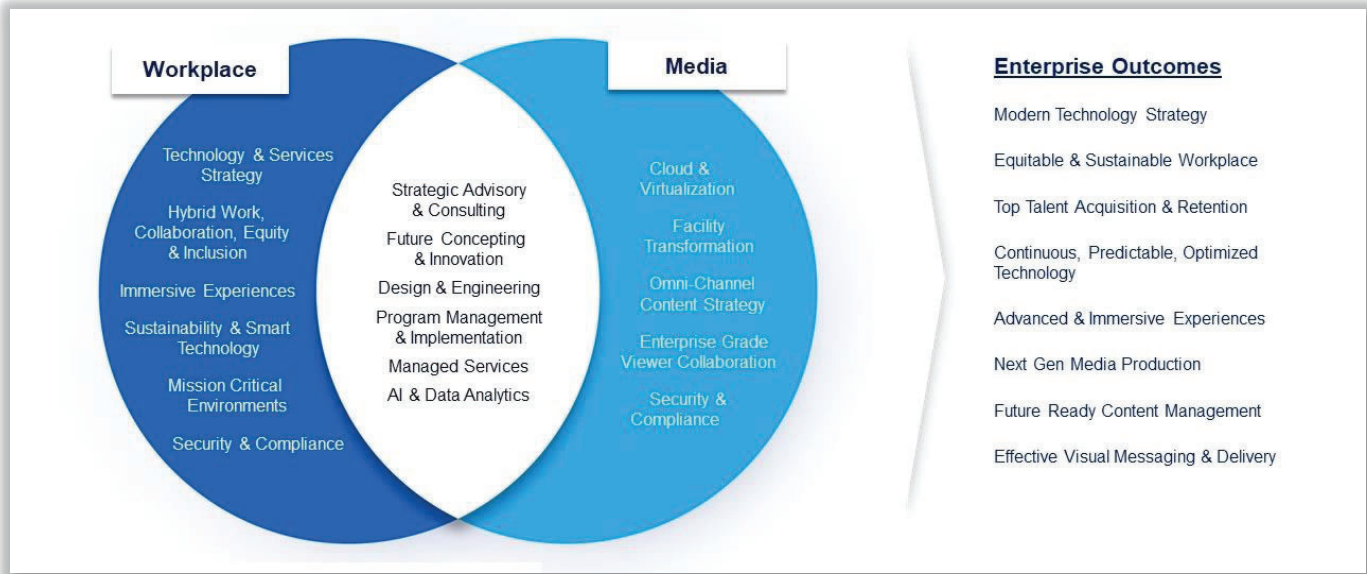 Workplace
Technology & Services
Strategy
Hybrid Work,
Collaboration, Equity
& Inclusion
Immersive Experiences
Sustainability & Smart
Technology
Mission Critical
Environments
Security & Compliance
Strategic Advisory
& Consulting
Future Concepting
& Innovation
Design & Engineering
Program Management
& Implementation
Managed Services
AI & Data Analytics
Media
Cloud &
Virtualization
Facility
Transformation
Omni-Channel
Content Strategy
Enterprise Grade
Viewer Collaboration
Security &
Compliance
Enterprise Outcomes
Modern Technology Strategy
Equitable & Sustainable Workplace
Top Talent Acquisition & Retention
Continuous, Predictable, Optimized
Technology
Advanced & Immersive Experiences
Next Gen Media Production
Future Ready Content Management
Effective Visual Messaging & Delivery